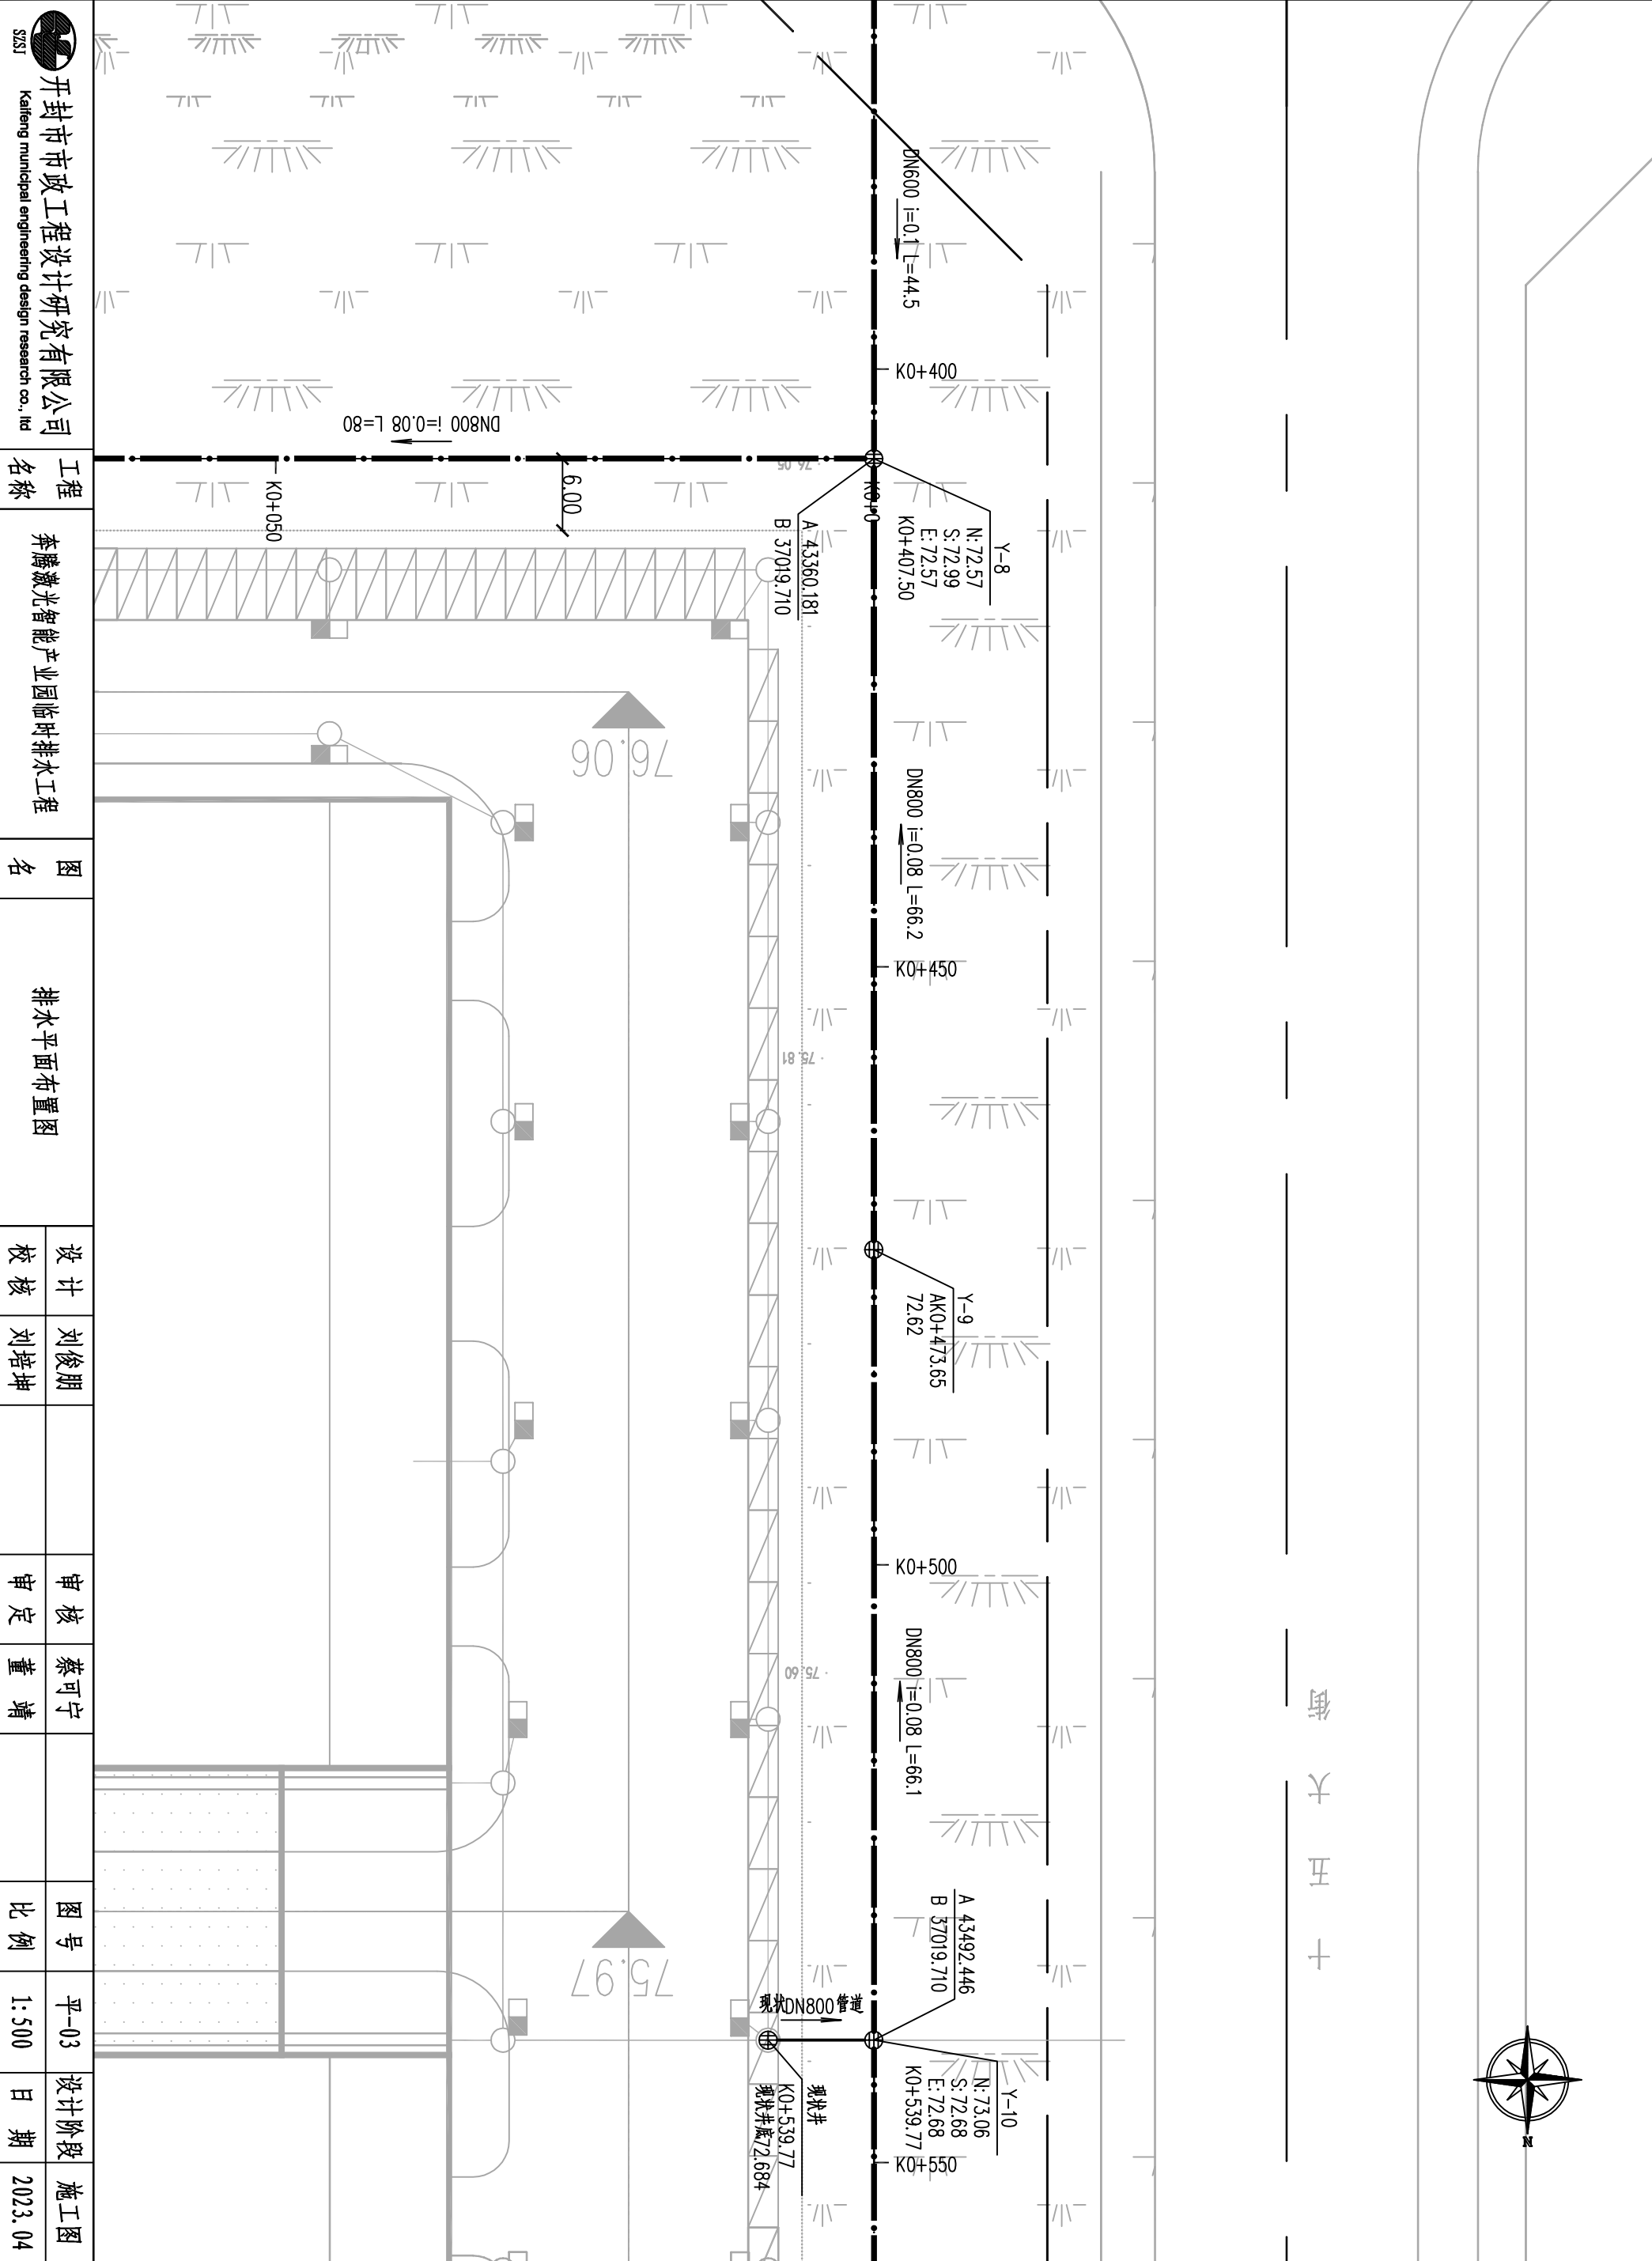 DN600 i=0.1 L=44.5
K0+400
DN800 i=0.08 L=80
K0+050
6.00
76.05
K0+0
A 43360.181
B 37019.710
Y-8
N:72.57
S:72.99
E:72.57
K0+407.50
76.06
DN800 i=0.08 L=66.2
K0+450
75.81
Y-9
AK0+473.65
72.62
K0+500
DN800 i=0.08 L=66.1
75.60
十五大街
A 43492.446
B 37019.710
75.97
现状DN800管道
Y-10
N:73.06
S:72.68
E:72.68
K0+539.77
现状井
K0+539.77
现状井底72.684
K0+550
N
SZSJ
开封市市政工程设计研究有限公司
Kaifeng municipal engineering design research co., ltd
工程名称
奔腾激光智能产业园临时排水工程
图名
排水平面布置图
设计 刘俊朋
校核 刘培坤
审核 蔡可宁
审定 董靖
图号 平-03
比例 1:500
设计阶段 施工图
日期 2023.04